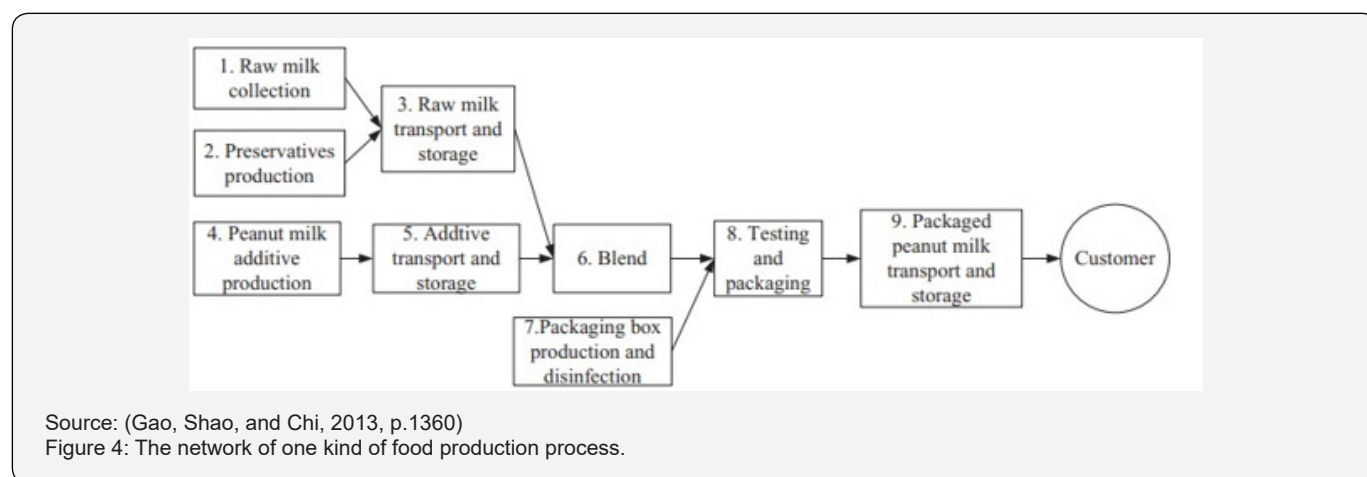 1. Raw milk
collection
2. Preservatives
production
3. Raw milk
transport and
storage
4. Peanut milk
additive
production
5. Addtive
transport and
storage
6. Blend
7.Packaging box
production and
disinfection
8. Testing
and
packaging
9. Packaged
peanut milk
transport and
storage
Customer
Source: (Gao, Shao, and Chi, 2013, p.1360)
Figure 4: The network of one kind of food production process.